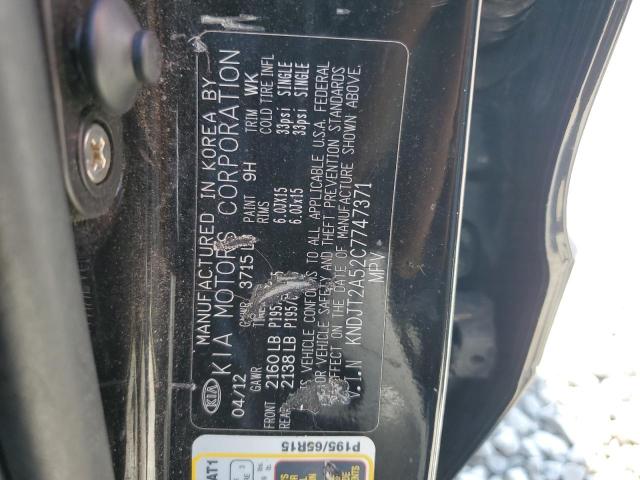 KIA
MANUFACTURED IN KOREA BY
KIA MOTORS CORPORATION
04/12 3715 L
GAWR PAINT 9H TRIM WK
RIMS COLD TIRE INFL
FRONT 2160 LB P195/ 6.0JX15 33psi SINGLE
REAR 2138 LB P195/ 6.0JX15 33psi SINGLE
VEHICLE CONFORMS TO ALL APPLICABLE U.S.A. FEDERAL
OR VEHICLE SAFETY AND THEFT PREVENTION STANDARDS
EFFECT ON THE DATE OF MANUFACTURE SHOWN ABOVE.
V.I.N KNDJT2A52C7747371
MPV
P195/65R15